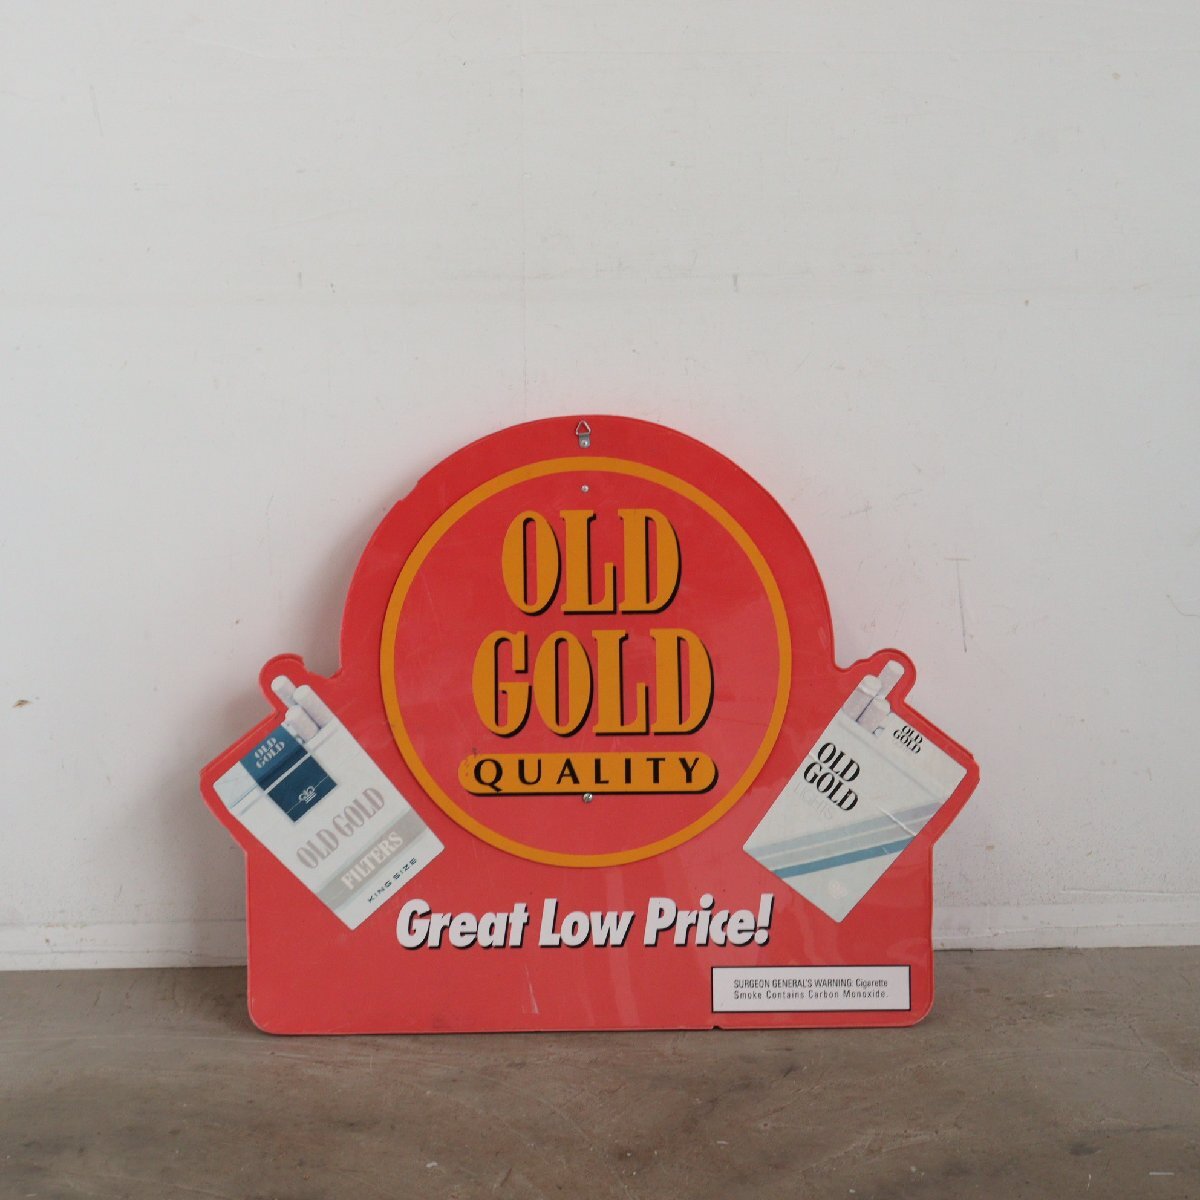 OLD
GOLD
QUALITY
OLD
GOLD
OLD GOLD
FILTERS
KING SIZE
OLD
GOLD
OLD
GOLD
LIGHTS
Great Low Price!
SURGEON GENERAL'S WARNING: Cigarette
Smoke Contains Carbon Monoxide.